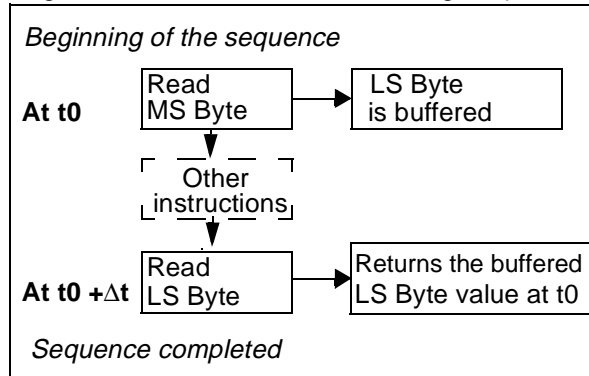 Beginning of the sequence
At t0
Read
MS Byte
LS Byte
is buffered
Other
instructions
At t0 +Δt
Read
LS Byte
Returns the buffered
LS Byte value at t0
Sequence completed